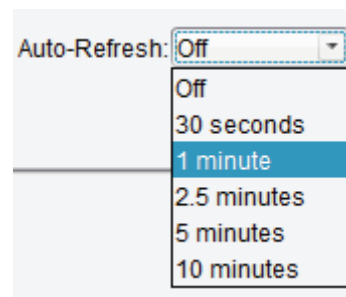 Auto-Refresh: Off
Off
30 seconds
1 minute
2.5 minutes
5 minutes
10 minutes